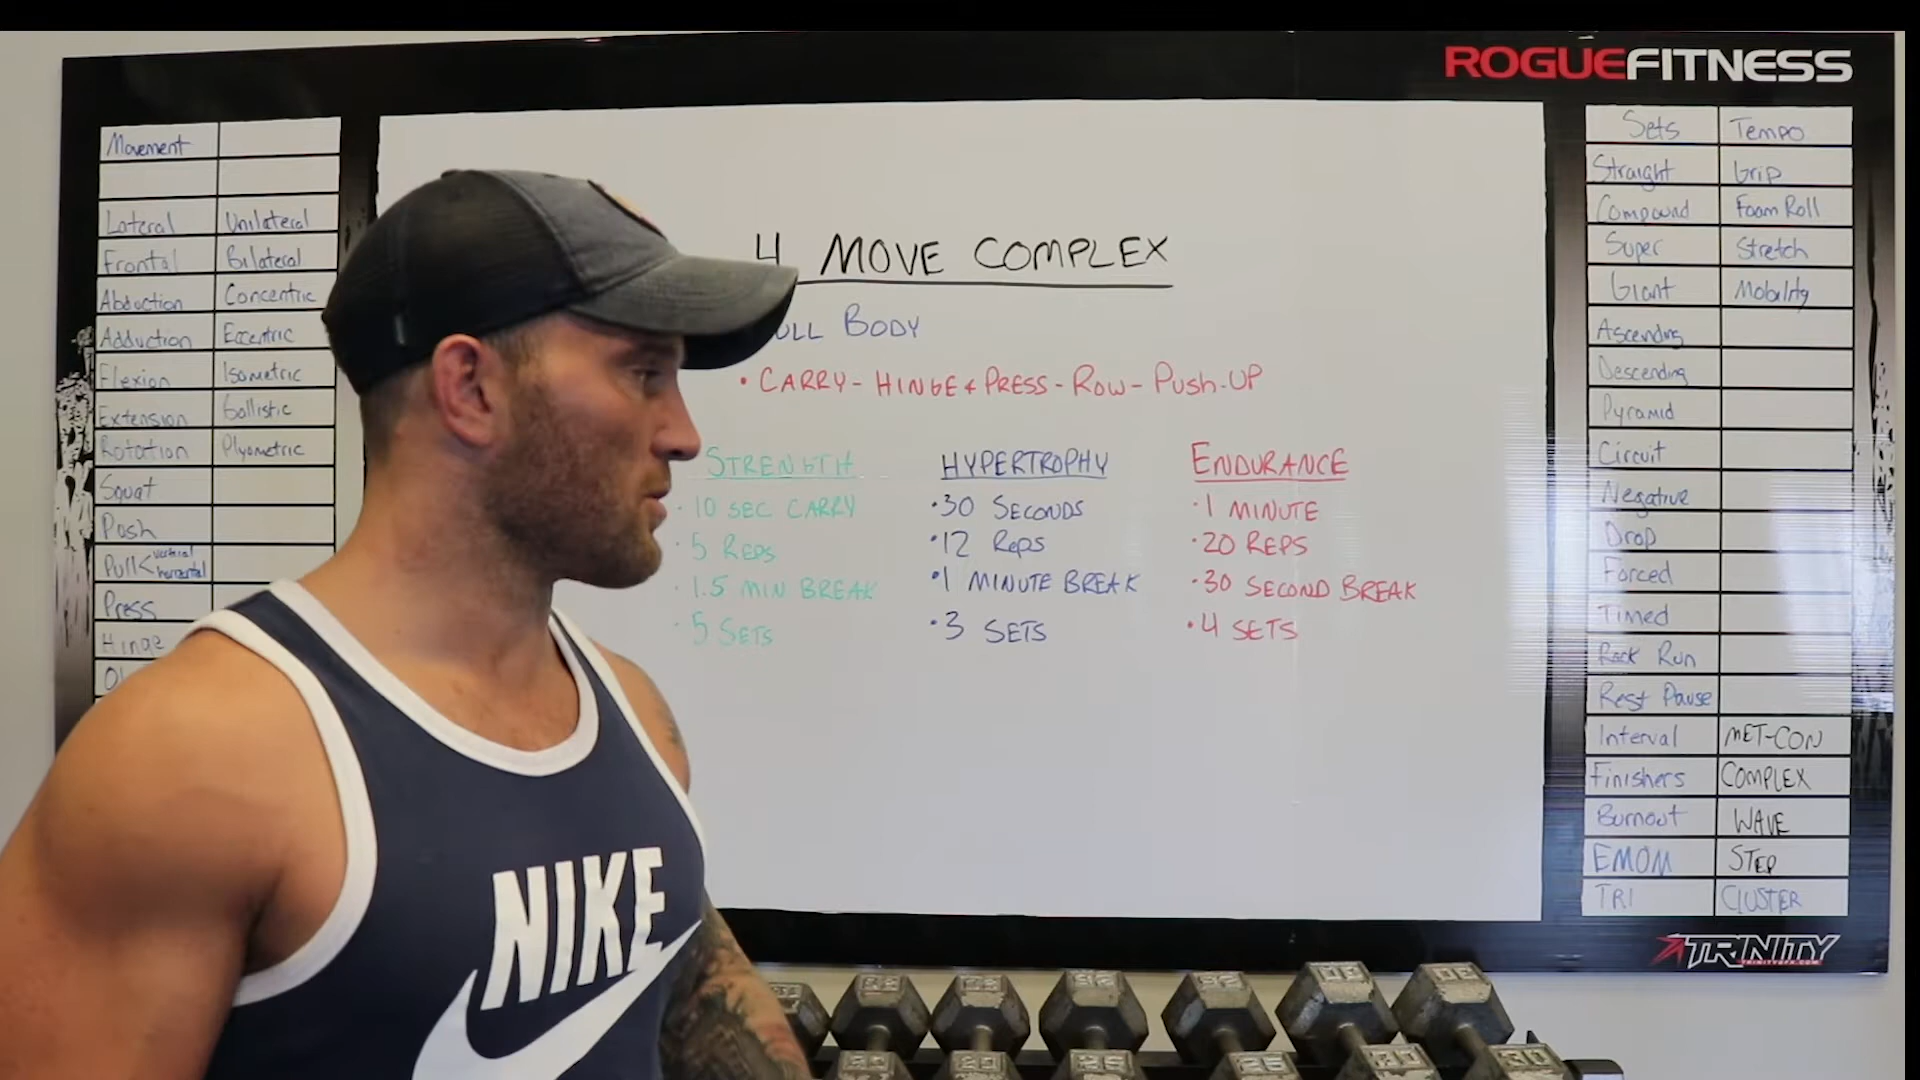 ROGUEFITNESS
Movement
Lateral Unilateral
Frontal Bilateral
Abduction Concentric
Adduction Eccentric
Flexion Isometric
Extension Ballistic
Rotation Plyometric
Squat
Push
Pull< vertical horizontal
Press
Hinge
4 MOVE COMPLEX
ULL BODY
• CARRY - HINGE + PRESS - ROW - PUSH-UP
STRENGTH
• 10 SEC CARRY
• 5 REPS
• 1.5 MIN BREAK
• 5 SETS
HYPERTROPHY
• 30 SECONDS
• 12 REPS
• 1 MINUTE BREAK
• 3 SETS
ENDURANCE
• 1 MINUTE
• 20 REPS
• 30 SECOND BREAK
• 4 SETS
Sets Tempo
Straight Grip
Compound Foam Roll
Super Stretch
Giant Mobality
Ascending
Descending
Pyramid
Circuit
Negative
Drop
Forced
Timed
Rack Run
Rest Pause
Interval MET-CON
Finishers COMPLEX
Burnout WAVE
EMOM STEP
TRI CLUSTER
TRINITY
NIKE